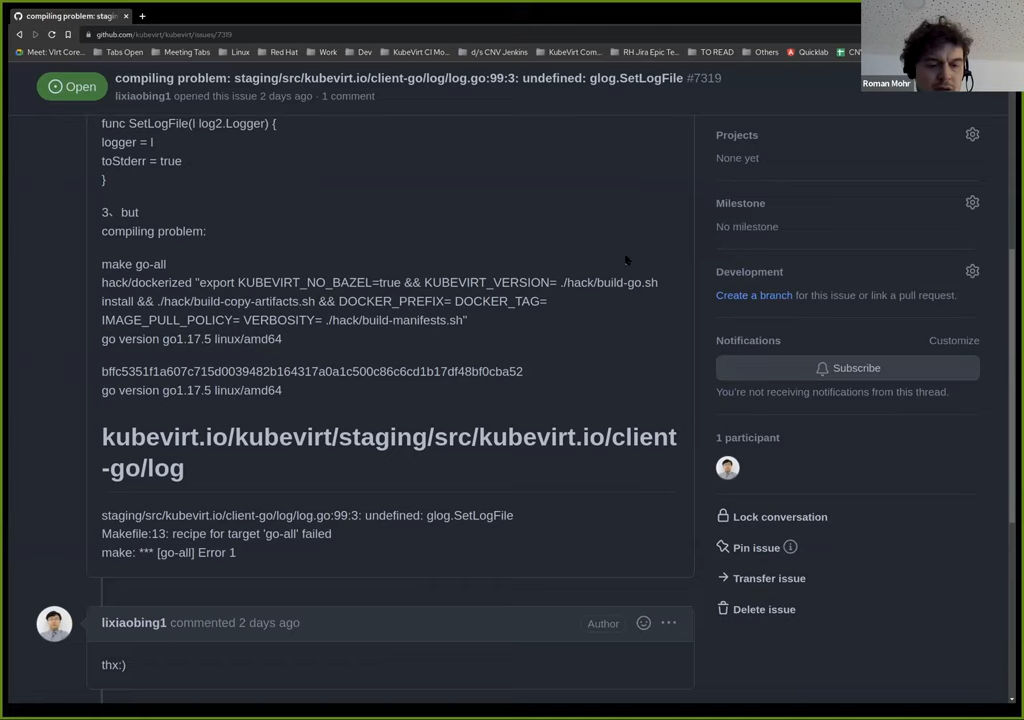 compiling problem: stagin
github.com/kubevirt/kubevirt/issues/7319
Meet: Virt Core... Tabs Open Meeting Tabs Linux Red Hat Work Dev KubeVirt CI Mo... d/s CNV Jenkins KubeVirt Com... RH Jira Epic Te... TO READ Others Quicklab CN
Roman Mohr
Open
compiling problem: staging/src/kubevirt.io/client-go/log/log.go:99:3: undefined: glog.SetLogFile #7319
lixiaobing1 opened this issue 2 days ago · 1 comment
func SetLogFile(l log2.Logger) {
logger = l
toStderr = true
}
3、 but
compiling problem:
make go-all
hack/dockerized "export KUBEVIRT_NO_BAZEL=true && KUBEVIRT_VERSION= ./hack/build-go.sh
install && ./hack/build-copy-artifacts.sh && DOCKER_PREFIX= DOCKER_TAG=
IMAGE_PULL_POLICY= VERBOSITY= ./hack/build-manifests.sh"
go version go1.17.5 linux/amd64
bffc5351f1a607c715d0039482b164317a0a1c500c86c6cd1b17df48bf0cba52
go version go1.17.5 linux/amd64
kubevirt.io/kubevirt/staging/src/kubevirt.io/client
-go/log
staging/src/kubevirt.io/client-go/log/log.go:99:3: undefined: glog.SetLogFile
Makefile:13: recipe for target 'go-all' failed
make: *** [go-all] Error 1
lixiaobing1 commented 2 days ago
Author
thx:)
Projects
None yet
Milestone
No milestone
Development
Create a branch for this issue or link a pull request.
Notifications
Customize
Subscribe
You're not receiving notifications from this thread.
1 participant
Lock conversation
Pin issue
Transfer issue
Delete issue